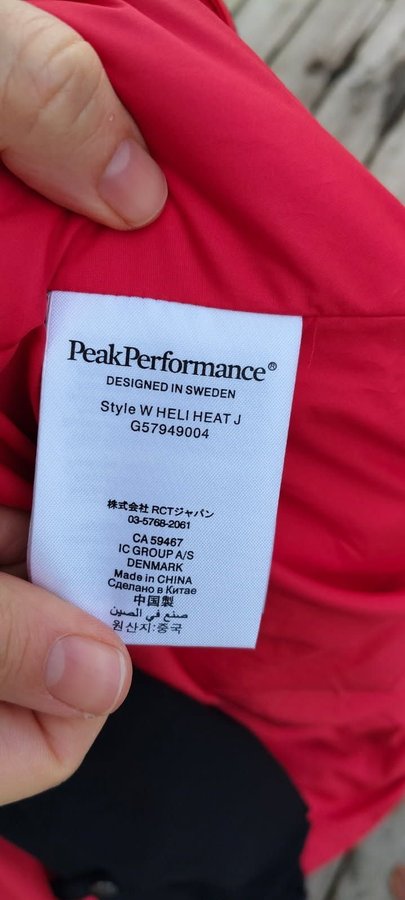 PeakPerformance®
DESIGNED IN SWEDEN
Style W HELI HEAT J
G57949004
株式会社 RCTジャパン
03-5768-2061
CA 59467
IC GROUP A/S
DENMARK
Made in CHINA
Сделано в Китае
中国製
صنع في الصين
원산지:중국